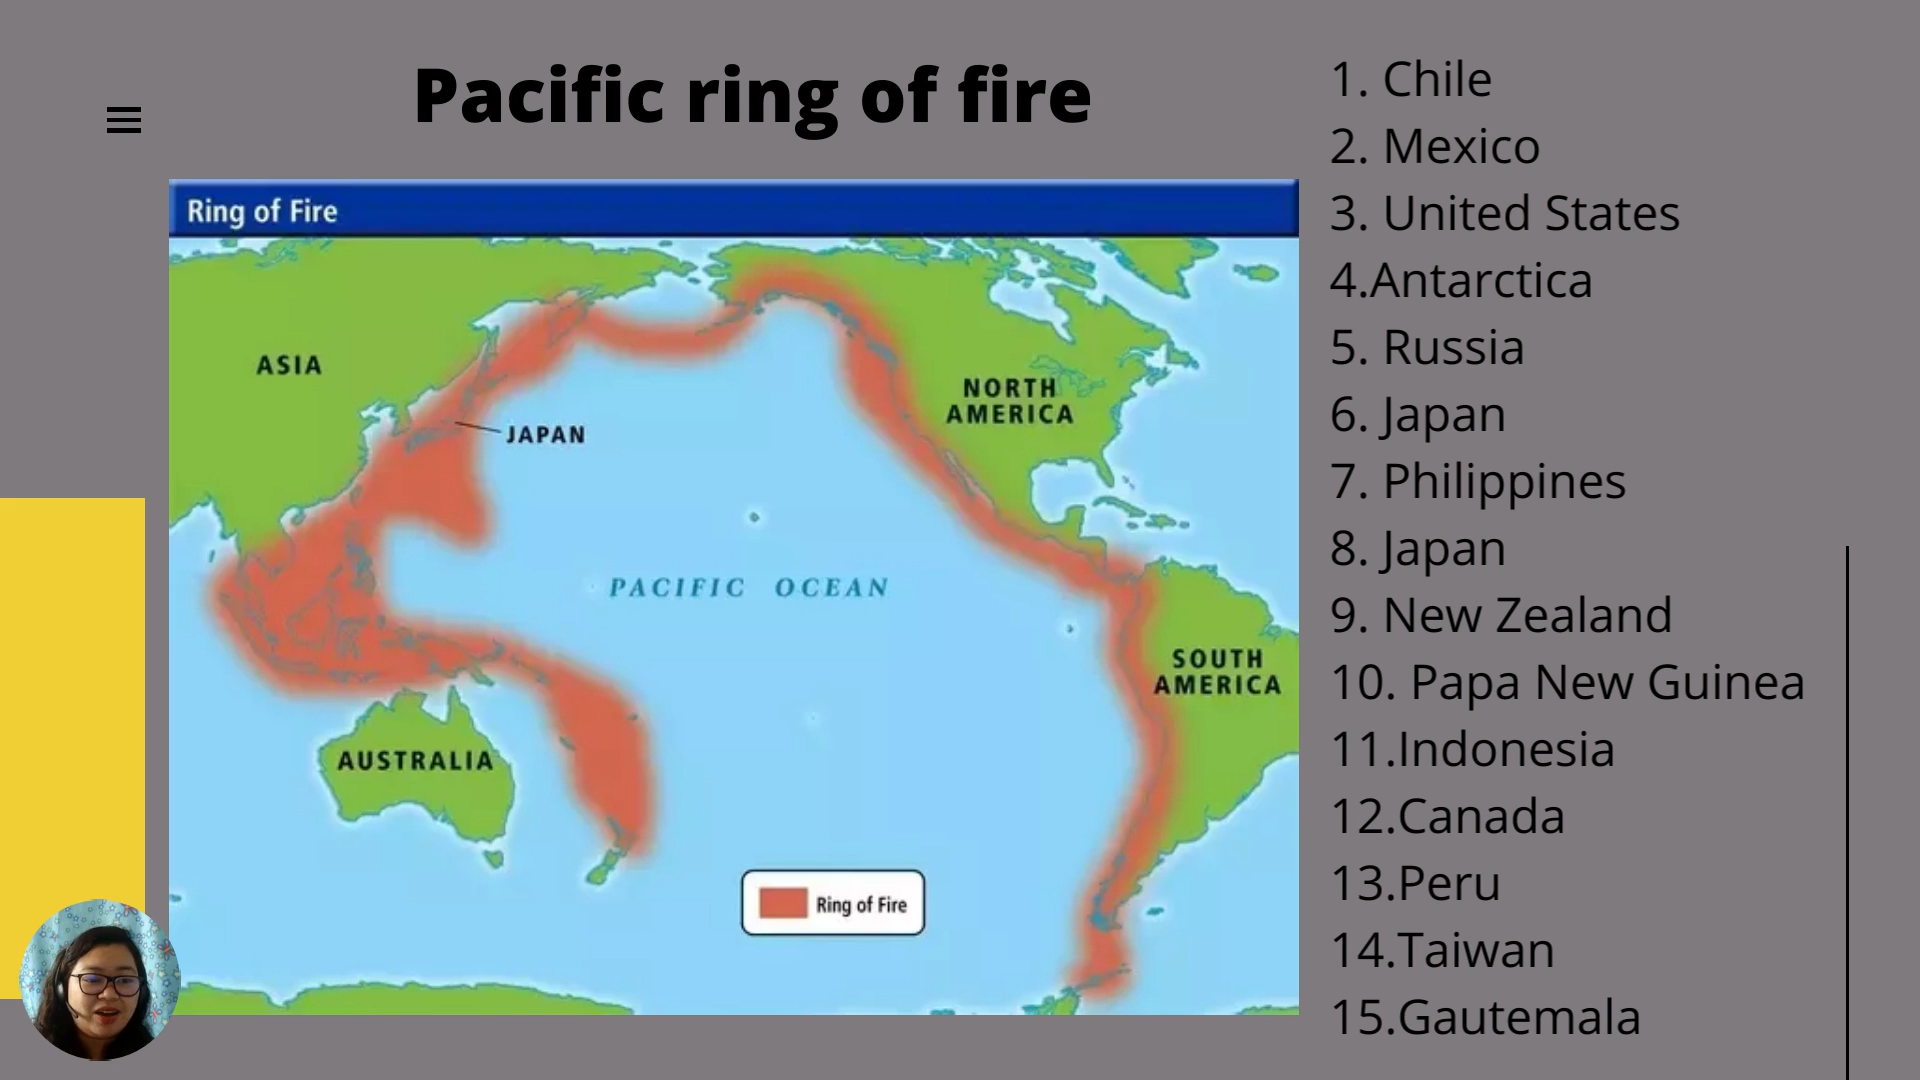 Pacific ring of fire
Ring of Fire
ASIA
JAPAN
NORTH
AMERICA
PACIFIC OCEAN
SOUTH
AMERICA
AUSTRALIA
Ring of Fire
1. Chile
2. Mexico
3. United States
4.Antarctica
5. Russia
6. Japan
7. Philippines
8. Japan
9. New Zealand
10. Papa New Guinea
11.Indonesia
12.Canada
13.Peru
14.Taiwan
15.Gautemala